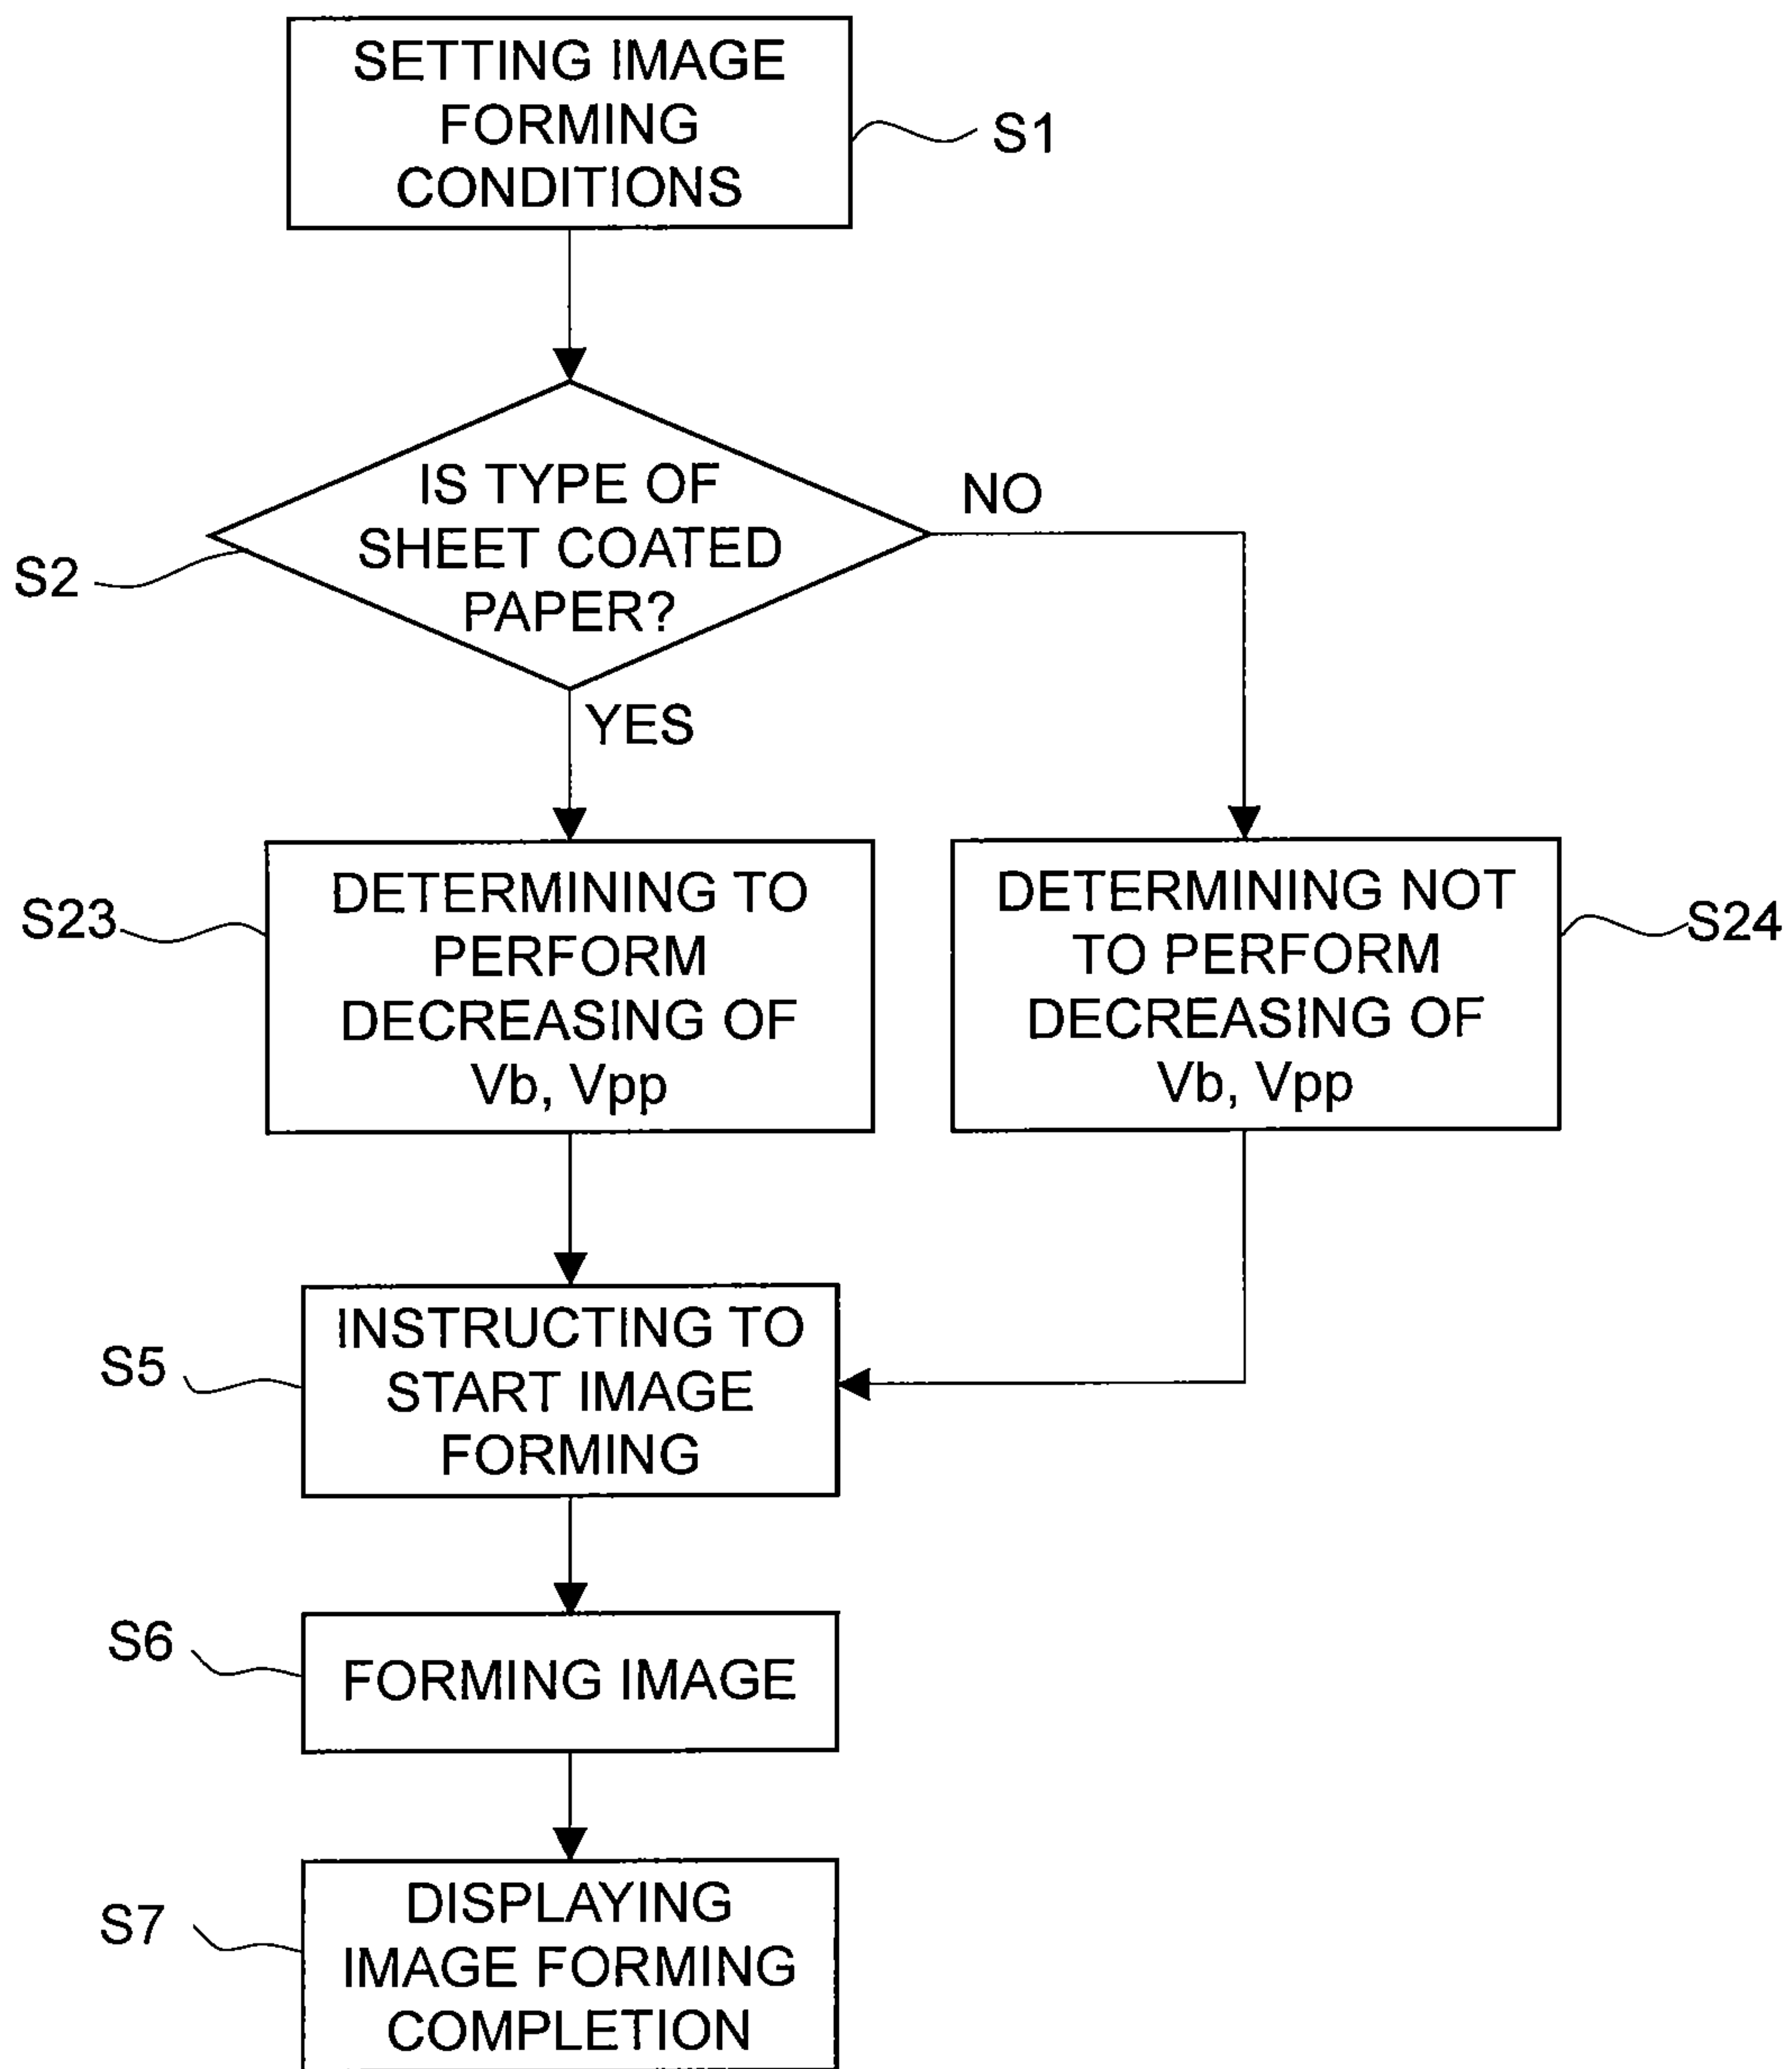 SETTING IMAGE
FORMING
CONDITIONS
S1
IS TYPE OF
SHEET COATED
PAPER?
S2
NO
YES
S23
DETERMINING TO
PERFORM
DECREASING OF
Vb, Vpp
DETERMINING NOT
TO PERFORM
DECREASING OF
Vb, Vpp
S24
S5
INSTRUCTING TO
START IMAGE
FORMING
S6
FORMING IMAGE
S7
DISPLAYING
IMAGE FORMING
COMPLETION